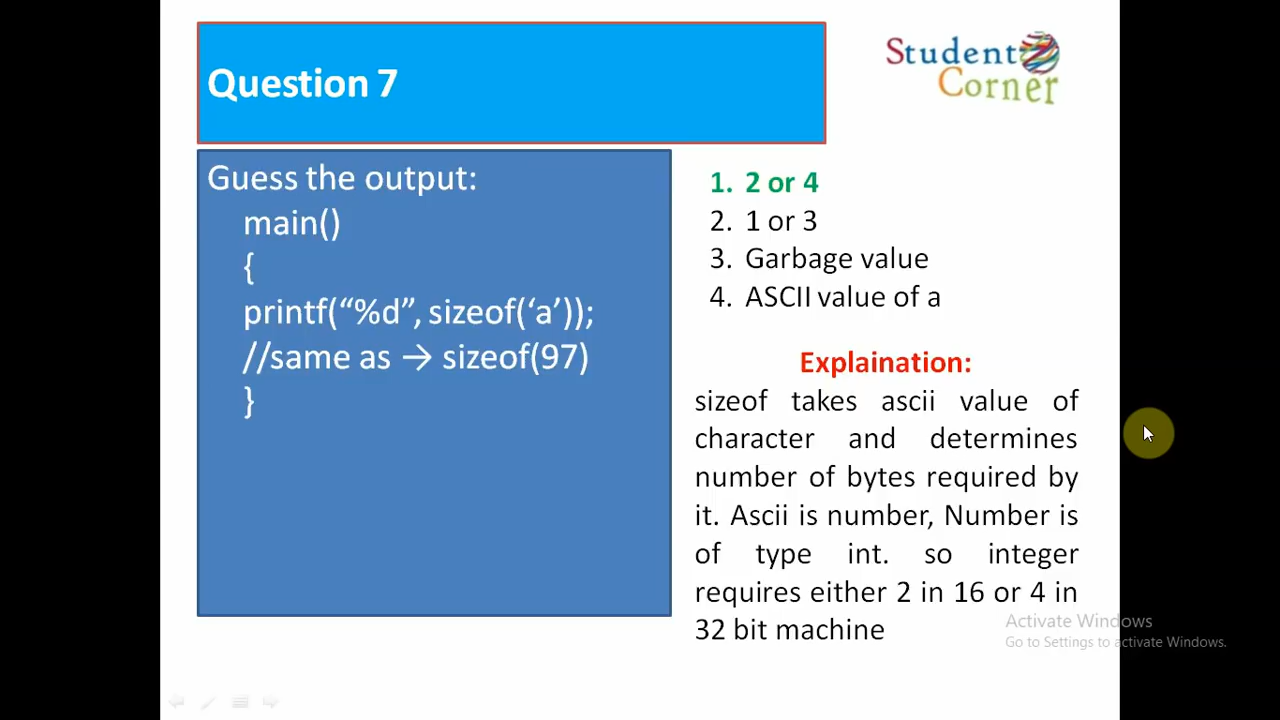 Question 7
Student
Corner
Guess the output:
main()
{
printf(“%d”, sizeof(‘a’));
//same as → sizeof(97)
}
1. 2 or 4
2. 1 or 3
3. Garbage value
4. ASCII value of a
Explaination:
sizeof takes ascii value of
character and determines
number of bytes required by
it. Ascii is number, Number is
of type int. so integer
requires either 2 in 16 or 4 in
32 bit machine
Activate Windows
Go to Settings to activate Windows.